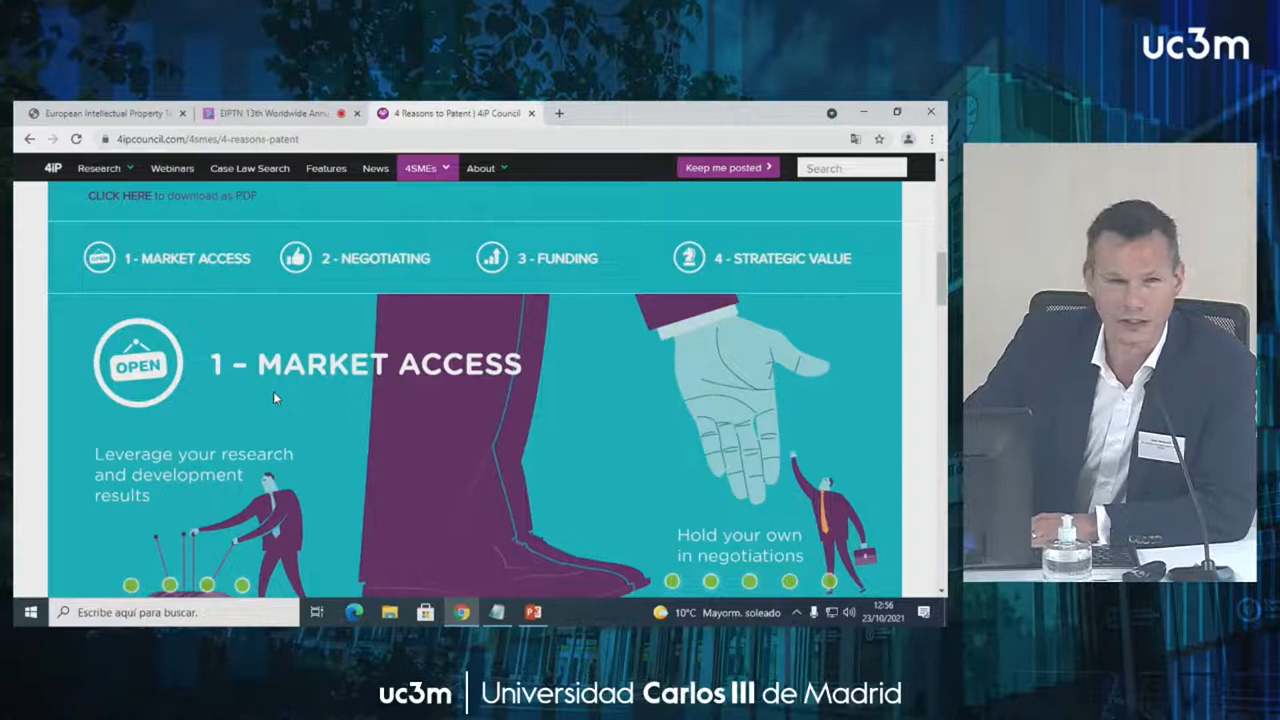 uc3m
European Intellectual Property T
EIPTN 13th Worldwide Annu
4 Reasons to Patent | 4iP Council
4ipcouncil.com/4smes/4-reasons-patent
4iP Research Webinars Case Law Search Features News 4SMEs About Keep me posted Search
CLICK HERE to download as PDF
OPEN 1 - MARKET ACCESS 2 - NEGOTIATING 3 - FUNDING 4 - STRATEGIC VALUE
OPEN 1 – MARKET ACCESS
Leverage your research
and development
results
Hold your own
in negotiations
Escribe aquí para buscar.
10°C Mayorm. soleado
12:56
23/10/2021
uc3m | Universidad Carlos III de Madrid